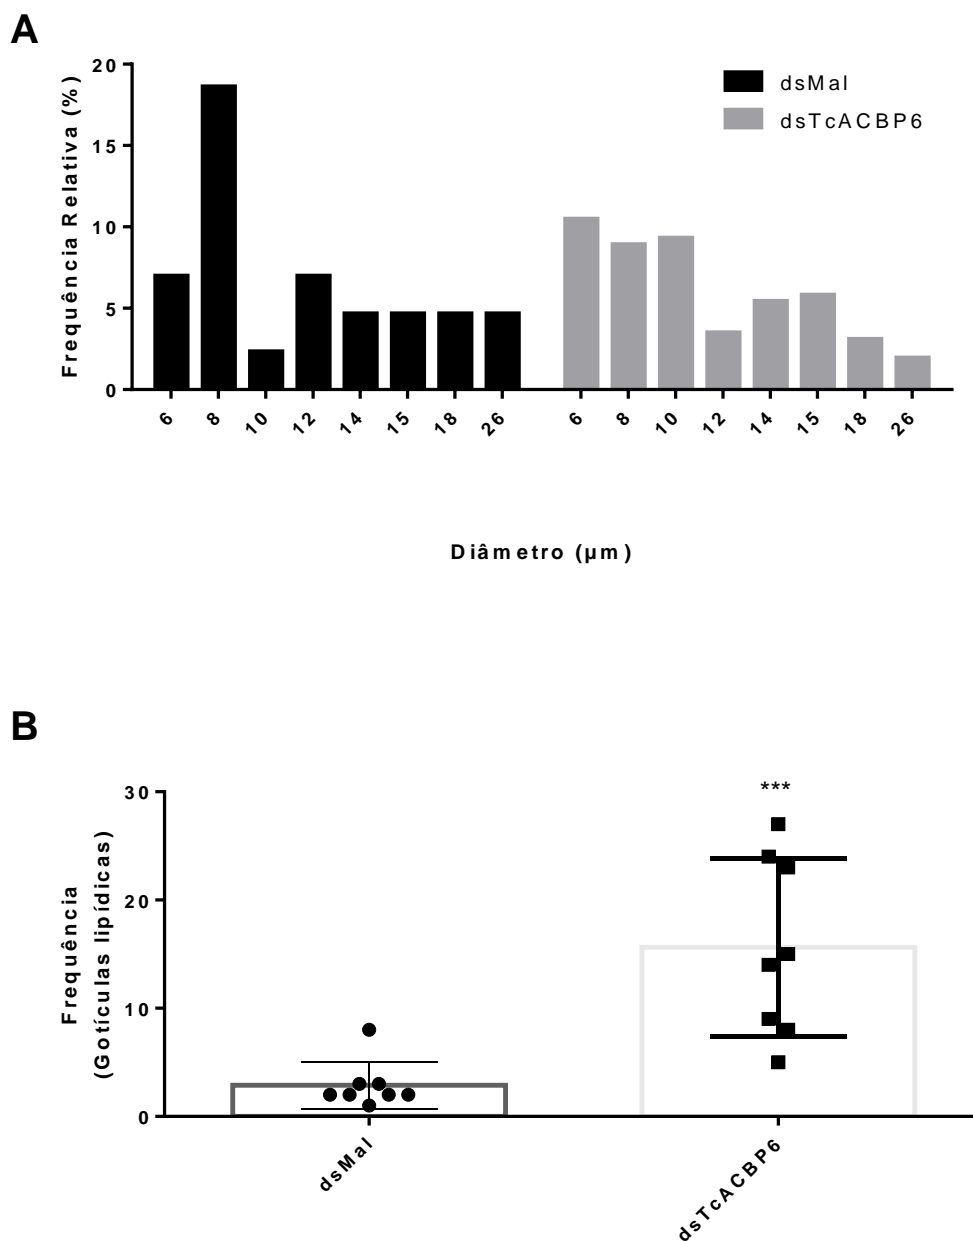 A
Frequência Relativa (%)
20
15
10
5
0
dsMal
dsTcACBP6
6 8 10 12 14 15 18 26 6 8 10 12 14 15 18 26
Diâmetro (µm)
B
Frequência
(Gotículas lipídicas)
30
20
10
0
***
dsMal
dsTcACBP6